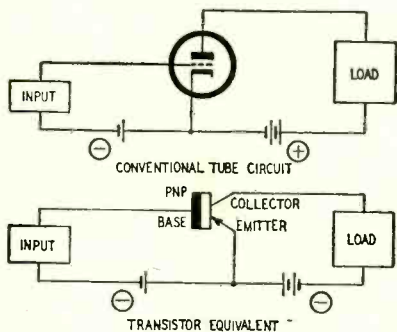 INPUT
LOAD
⊖
⊕
CONVENTIONAL TUBE CIRCUIT
PNP
COLLECTOR
BASE
EMITTER
INPUT
LOAD
⊖
⊖
TRANSISTOR EQUIVALENT